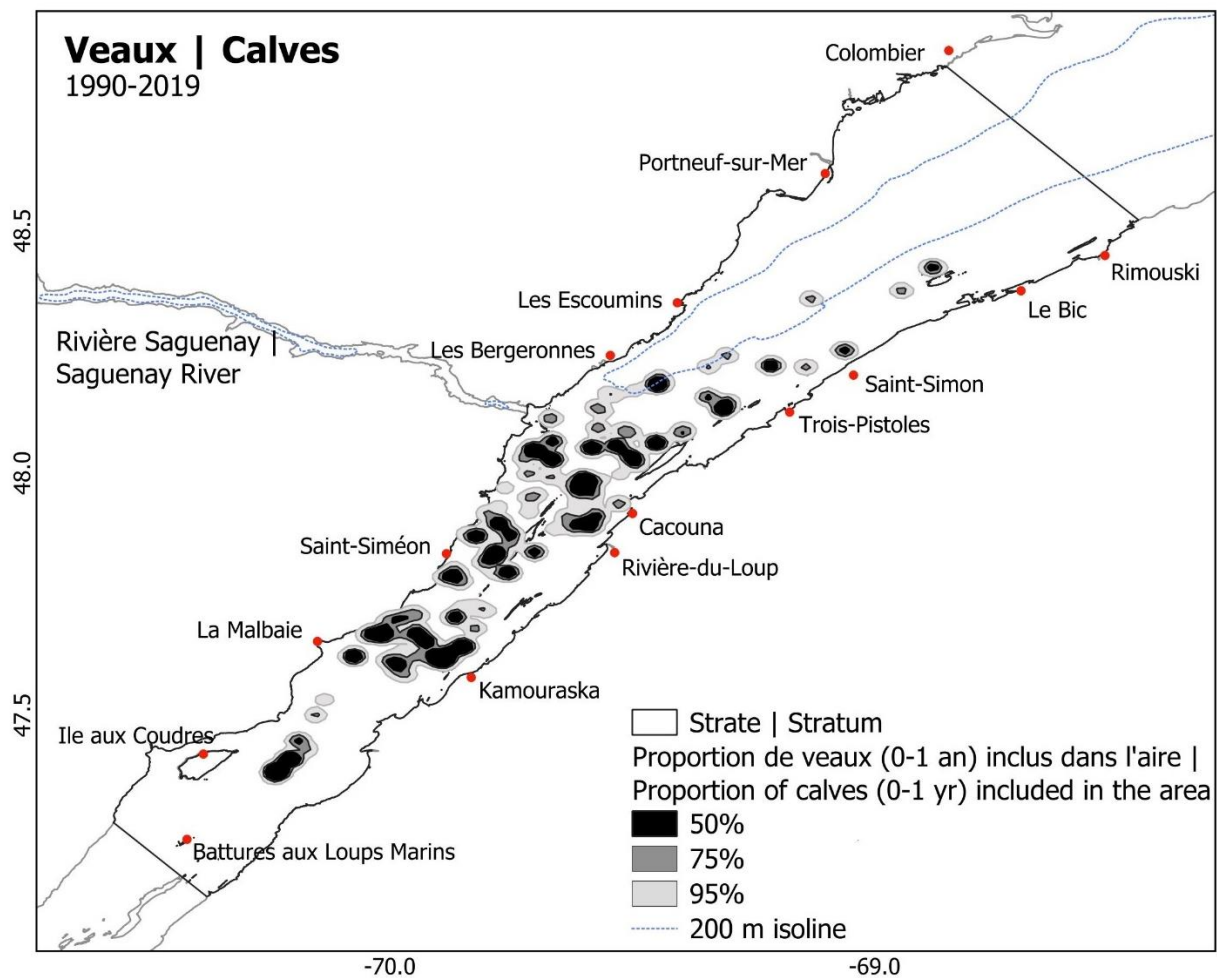 Veaux | Calves
1990-2019
Colombier
Portneuf-sur-Mer
48.5
Rimouski
Les Escoumins
Le Bic
Rivière Saguenay |
Saguenay River
Les Bergeronnes
Saint-Simon
Trois-Pistoles
48.0
Cacouna
Saint-Siméon
Rivière-du-Loup
La Malbaie
Kamouraska
47.5
Ile aux Coudres
Battures aux Loups Marins
Strate | Stratum
Proportion de veaux (0-1 an) inclus dans l'aire |
Proportion of calves (0-1 yr) included in the area
50%
75%
95%
200 m isoline
-70.0
-69.0